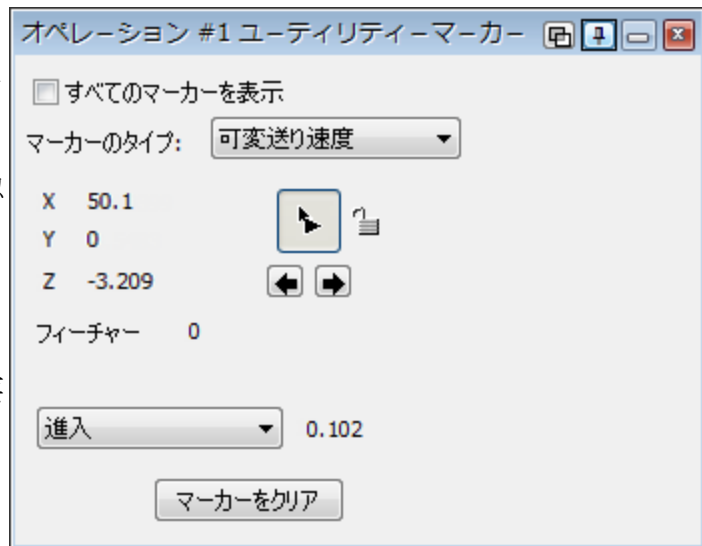 オペレーション #1 ユーティリティーマーカー
すべてのマーカーを表示
マーカーのタイプ: 可変送り速度
X 50.1
Y 0
Z -3.209
フィーチャー 0
進入 0.102
マーカーをクリア